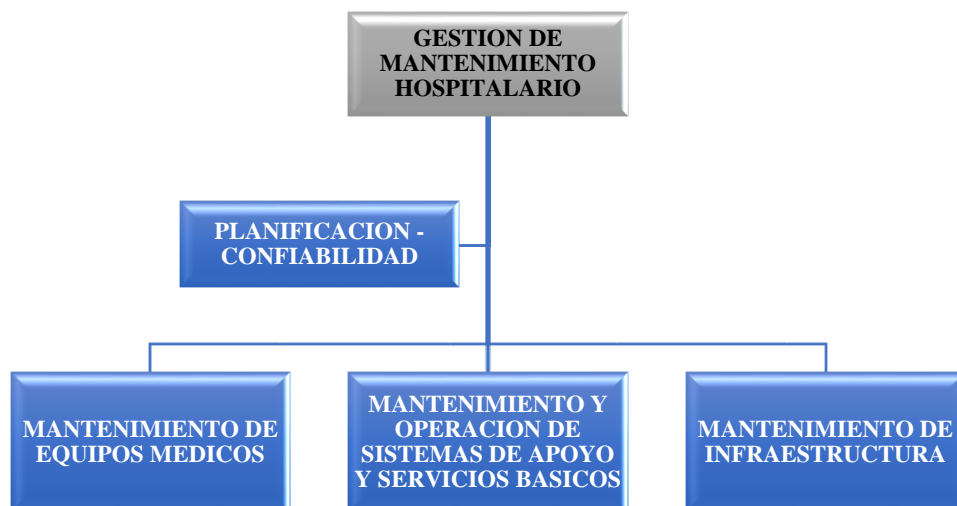 GESTION DE
MANTENIMIENTO
HOSPITALARIO
PLANIFICACION -
CONFIABILIDAD
MANTENIMIENTO DE
EQUIPOS MEDICOS
MANTENIMIENTO Y
OPERACION DE
SISTEMAS DE APOYO
Y SERVICIOS BASICOS
MANTENIMIENTO DE
INFRAESTRUCTURA